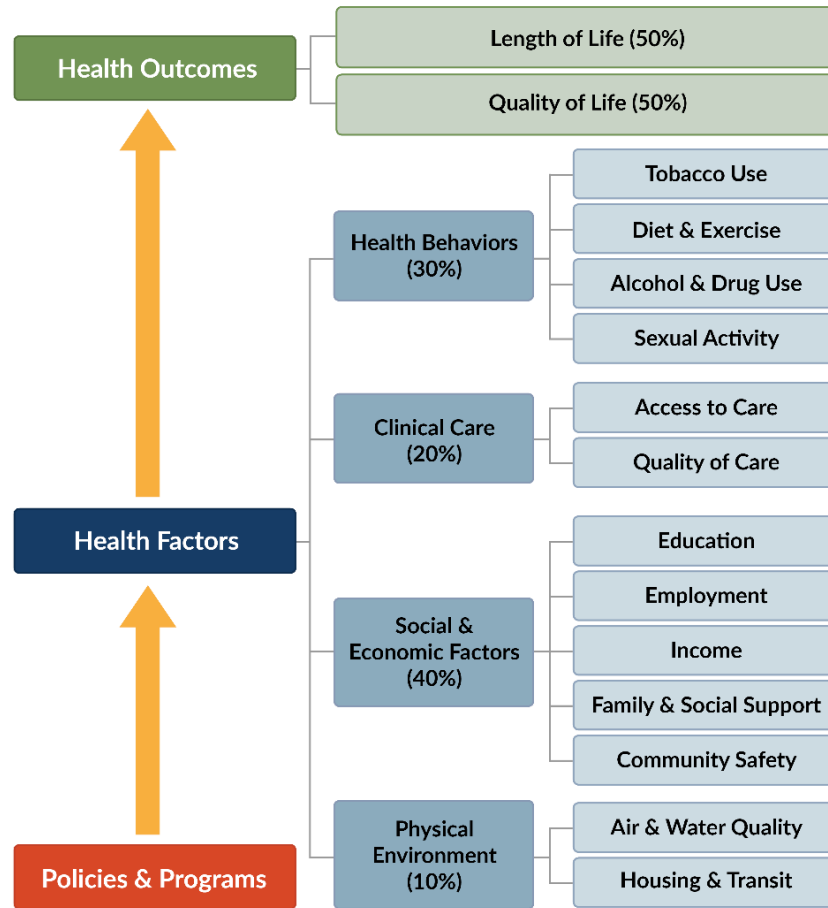 Health Outcomes
Length of Life (50%)
Quality of Life (50%)
Health Factors
Health Behaviors
(30%)
Tobacco Use
Diet & Exercise
Alcohol & Drug Use
Sexual Activity
Clinical Care
(20%)
Access to Care
Quality of Care
Social &
Economic Factors
(40%)
Education
Employment
Income
Family & Social Support
Community Safety
Physical
Environment
(10%)
Air & Water Quality
Housing & Transit
Policies & Programs